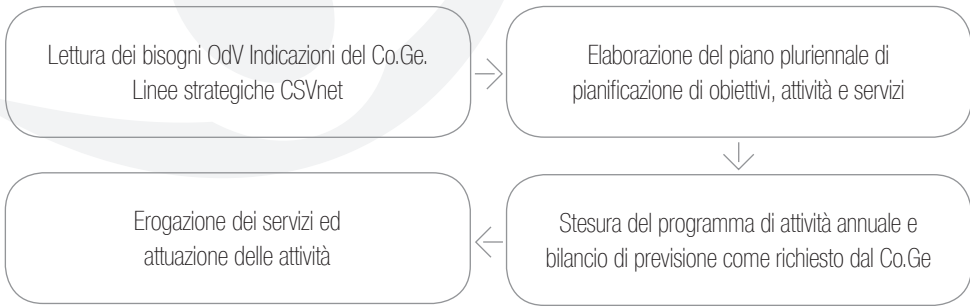 Lettura dei bisogni OdV Indicazioni del Co.Ge.
Linee strategiche CSVnet
Elaborazione del piano pluriennale di
pianificazione di obiettivi, attività e servizi
Stesura del programma di attività annuale e
bilancio di previsione come richiesto dal Co.Ge
Erogazione dei servizi ed
attuazione delle attività